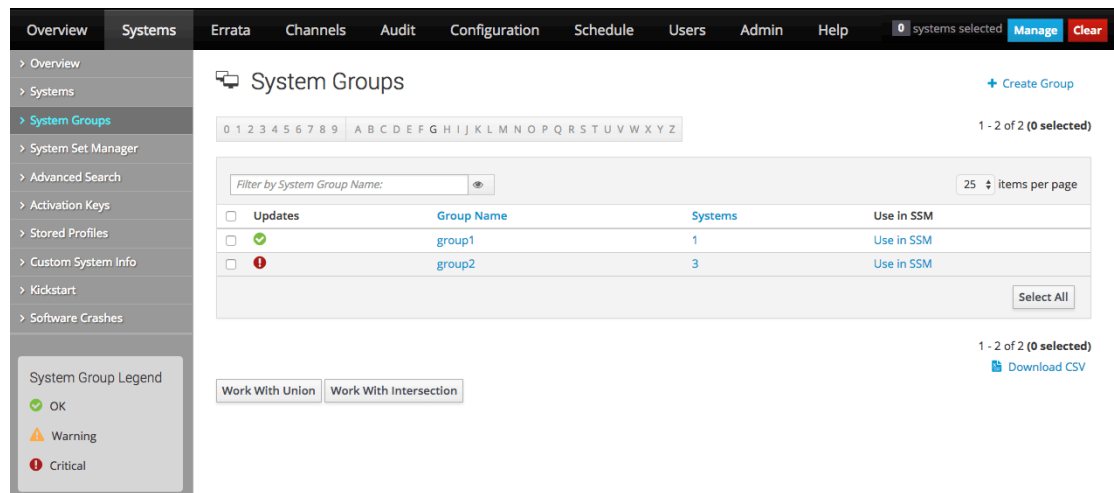 Overview Systems Errata Channels Audit Configuration Schedule Users Admin Help 0 systems selected Manage Clear
> Overview
> Systems
> System Groups
> System Set Manager
> Advanced Search
> Activation Keys
> Stored Profiles
> Custom System Info
> Kickstart
> Software Crashes
System Group Legend
OK
Warning
Critical
System Groups
+ Create Group
0 1 2 3 4 5 6 7 8 9 A B C D E F G H I J K L M N O P Q R S T U V W X Y Z
1 - 2 of 2 (0 selected)
Filter by System Group Name:
25 items per page
Updates Group Name Systems Use in SSM
group1 1 Use in SSM
group2 3 Use in SSM
Select All
1 - 2 of 2 (0 selected)
Download CSV
Work With Union Work With Intersection